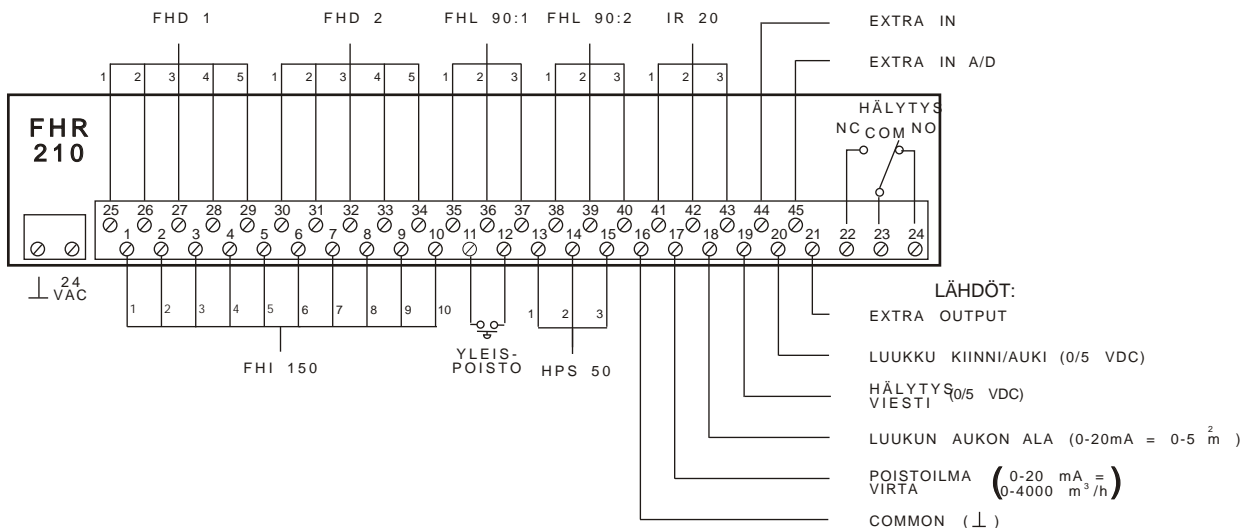 FHD 1 FHD 2 FHL 90:1 FHL 90:2 IR 20 EXTRA IN
EXTRA IN A/D
1 2 3 4 5 1 2 3 4 5 1 2 3 1 2 3 1 2 3
HÄLYTYS
NC COM NO
FHR
210
25 26 27 28 29 30 31 32 33 34 35 36 37 38 39 40 41 42 43 44 45
1 2 3 4 5 6 7 8 9 10 11 12 13 14 15 16 17 18 19 20 21 22 23 24
24
VAC
1 2 3 4 5 6 7 8 9 10 1 2 3
FHI 150
YLEIS-
POISTO
HPS 50
LÄHDÖT:
EXTRA OUTPUT
LUUKKU KIINNI/AUKI (0/5 VDC)
HÄLYTYS (0/5 VDC)
VIESTI
LUUKUN AUKON ALA (0-20mA = 0-5 m²)
POISTOILMA (0-20 mA =
VIRTA 0-4000 m³/h)
COMMON (⊥)